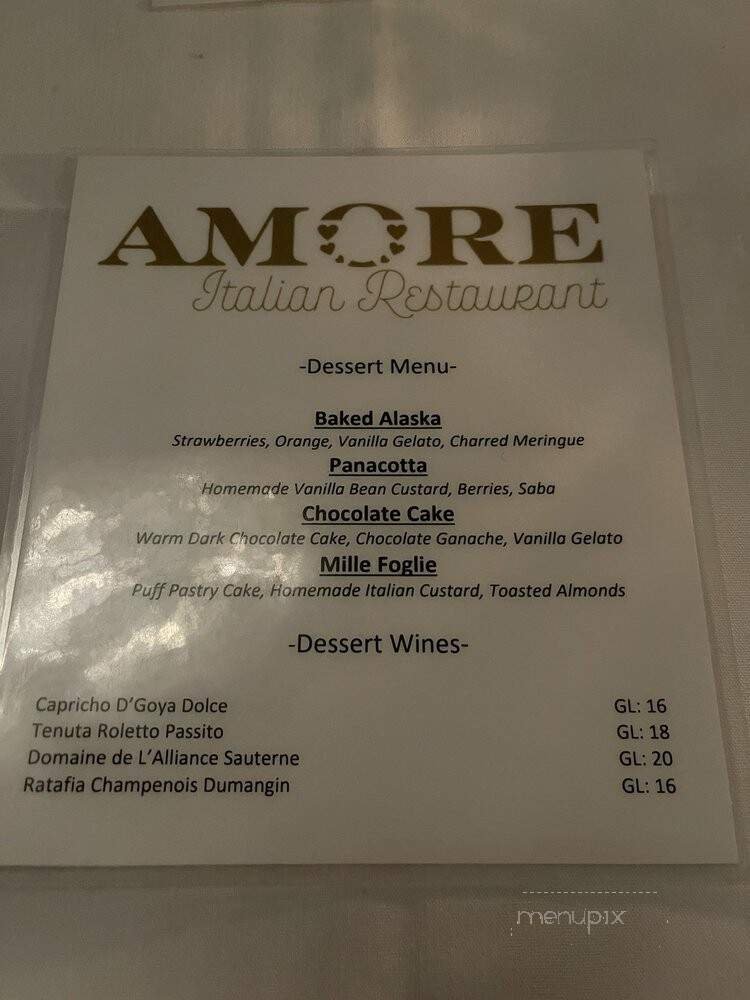 AMORE
Italian Restaurant
-Dessert Menu-
Baked Alaska
Strawberries, Orange, Vanilla Gelato, Charred Meringue
Panacotta
Homemade Vanilla Bean Custard, Berries, Saba
Chocolate Cake
Warm Dark Chocolate Cake, Chocolate Ganache, Vanilla Gelato
Mille Foglie
Puff Pastry Cake, Homemade Italian Custard, Toasted Almonds
-Dessert Wines-
Capricho D'Goya Dolce GL: 16
Tenuta Roletto Passito GL: 18
Domaine de L'Alliance Sauterne GL: 20
Ratafia Champenois Dumangin GL: 16
menupix